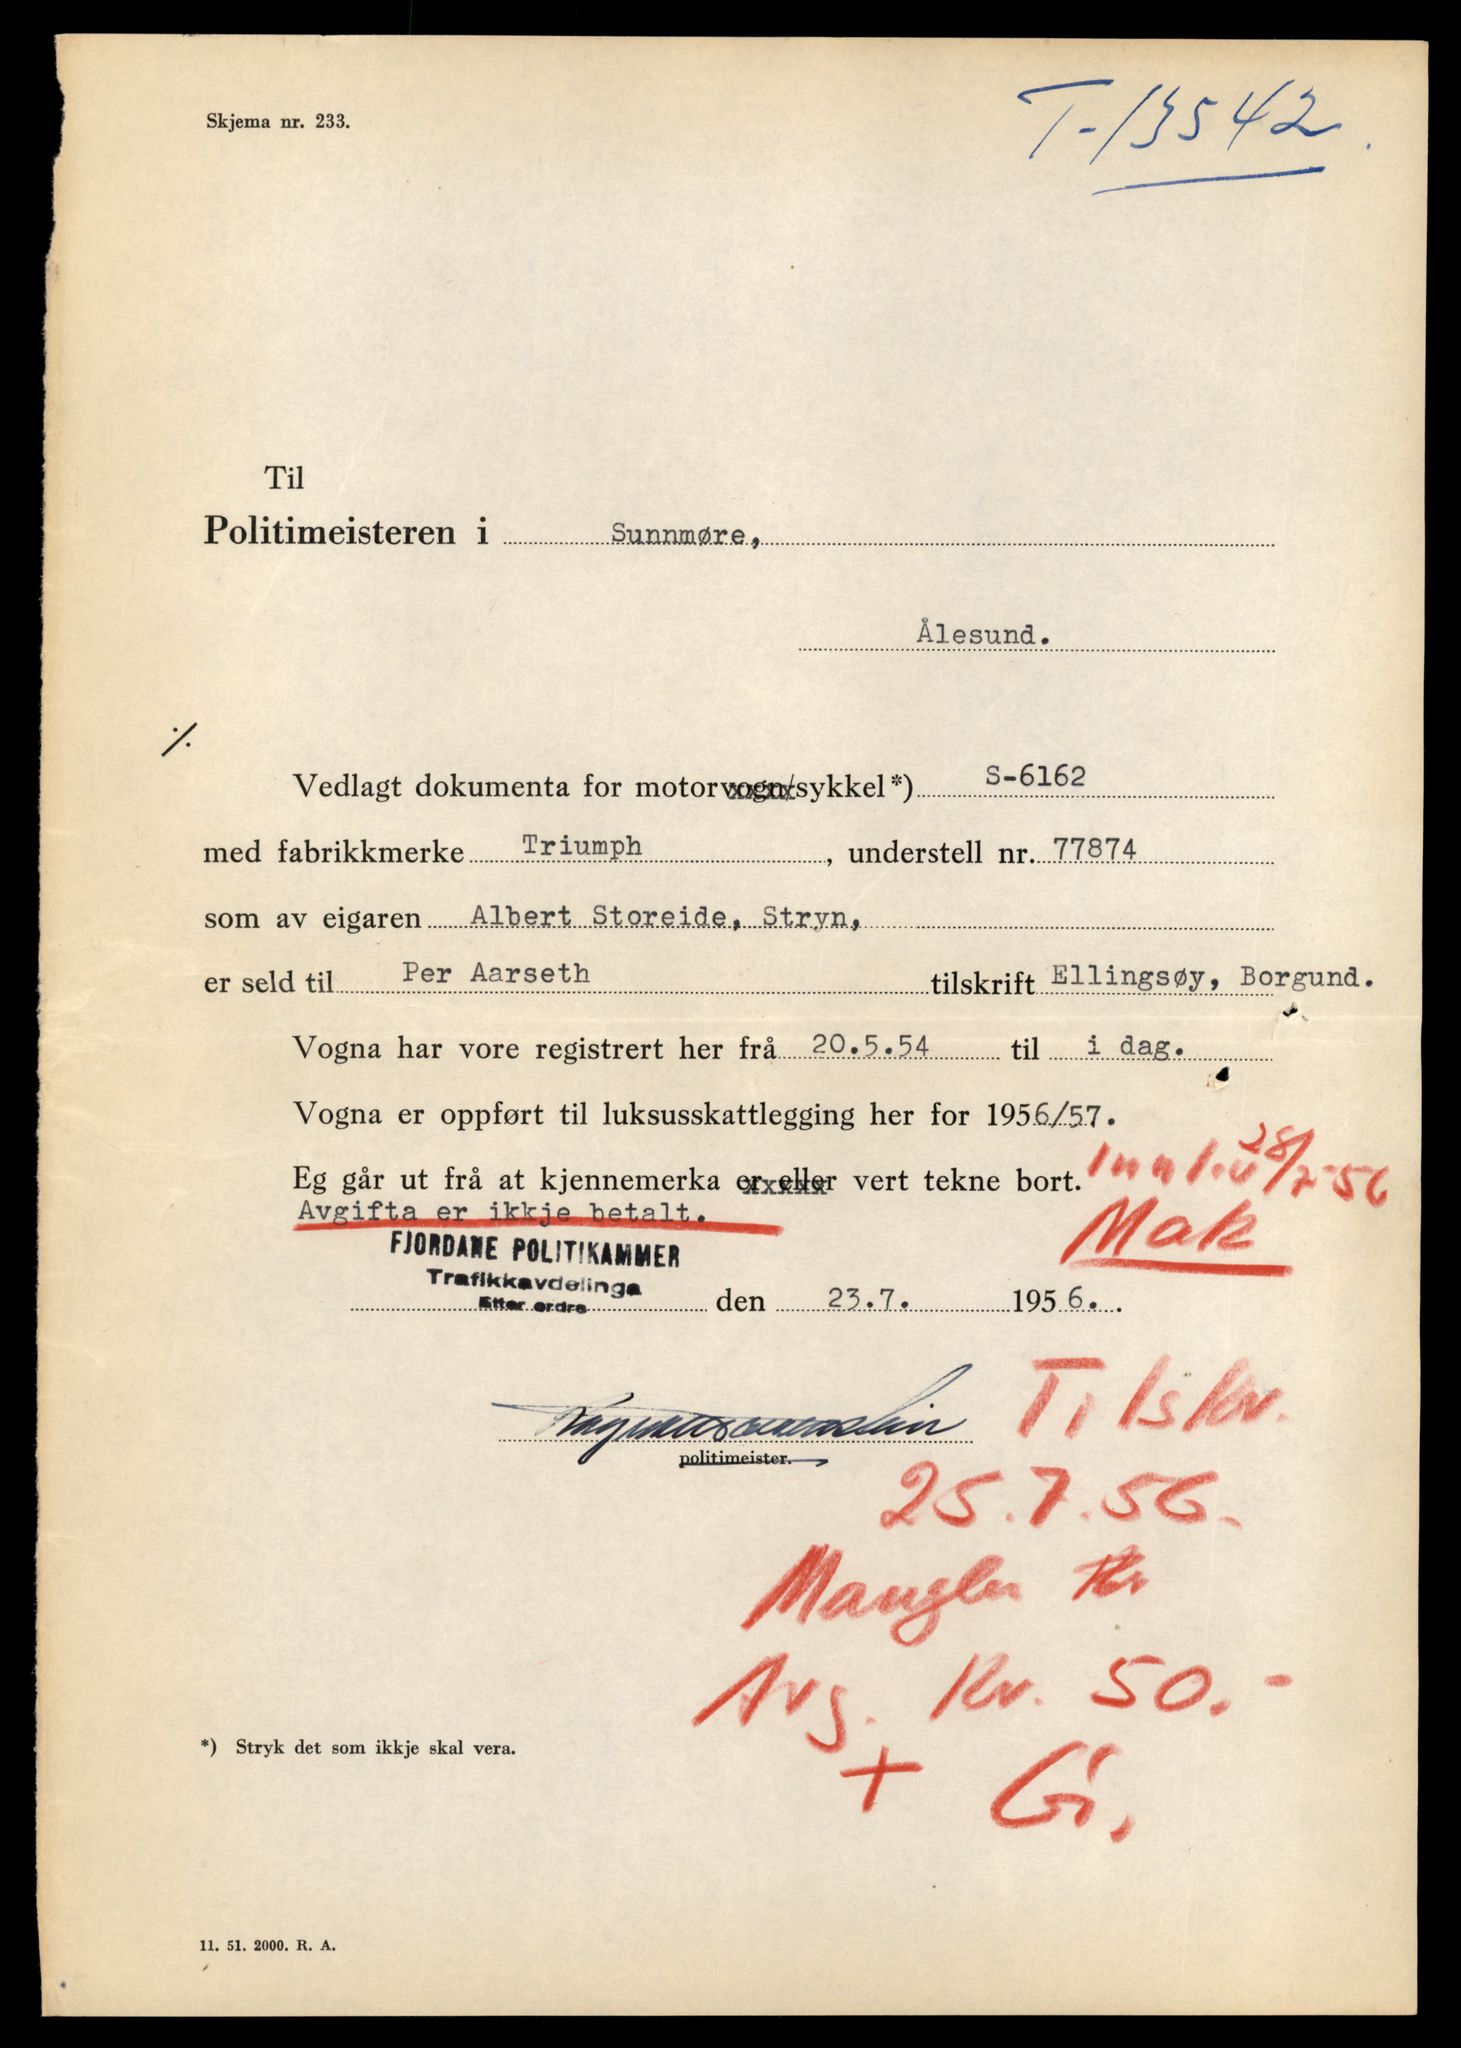 Skjema nr. 233.
T-13542
Til
Politimeisteren i Sunnmøre,
Ålesund.
./.
Vedlagt dokumenta for motorvogn/sykkel*) S-6162
med fabrikkmerke Triumph, understell nr. 77874
som av eigaren Albert Storeide, Stryn,
er seld til Per Aarseth tilskrift Ellingsøy, Borgund.
Vogna har vore registrert her frå 20.5.54 til i dag.
Vogna er oppført til luksusskattlegging her for 1956/57.
Eg går ut frå at kjennemerka er eller vert tekne bort.
Avgifta er ikkje betalt.
28/7-56
Mak
FJORDANE POLITIKAMMER
Trafikkavdelinga
Etter ordre
den 23.7. 1956.
politimeister.
Tilskr.
25.7.56.
Mangler
Avg. Kr. 50.-
+
*) Stryk det som ikkje skal vera.
11. 51. 2000. R. A.